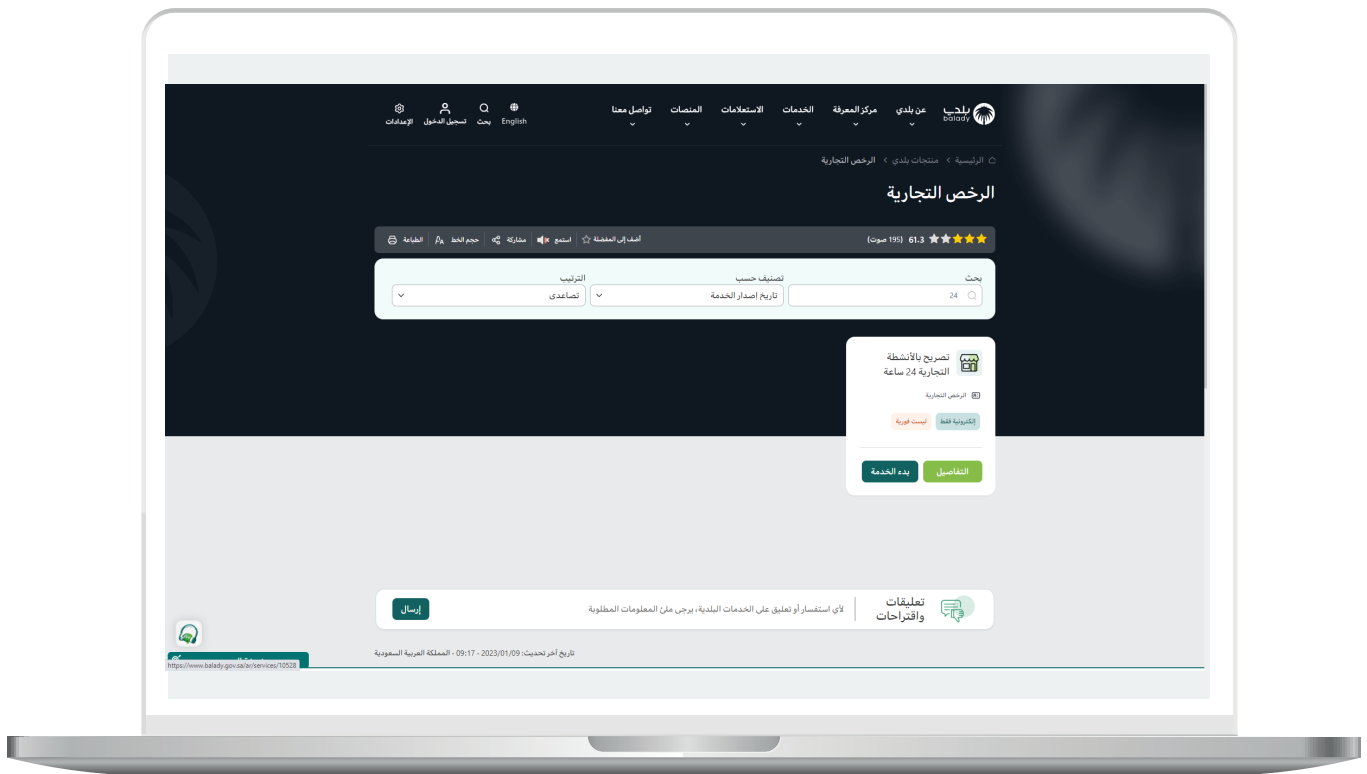 بلدي
balady
عن بلدي
مركز المعرفة
الخدمات
الاستعلامات
المنصات
تواصل معنا
English
بحث
تسجيل الدخول
الإعدادات
الرئيسية > منتجات بلدي > الرخص التجارية
الرخص التجارية
61.3 (195 صوت)
أضف إلى المفضلة
استمع
مشاركة
حجم الخط
الطباعة
بحث
تصنيف حسب
الترتيب
24
تاريخ إصدار الخدمة
تصاعدى
تصريح بالأنشطة
التجارية 24 ساعة
الرخص التجارية
إلكترونية فقط
ليست فورية
التفاصيل
بدء الخدمة
تعليقات
واقتراحات
لأي استفسار أو تعليق على الخدمات البلدية، يرجى ملئ المعلومات المطلوبة
إرسال
تاريخ آخر تحديث: 2023/01/09 - 09:17 - المملكة العربية السعودية
https://www.balady.gov.sa/ar/services/10528